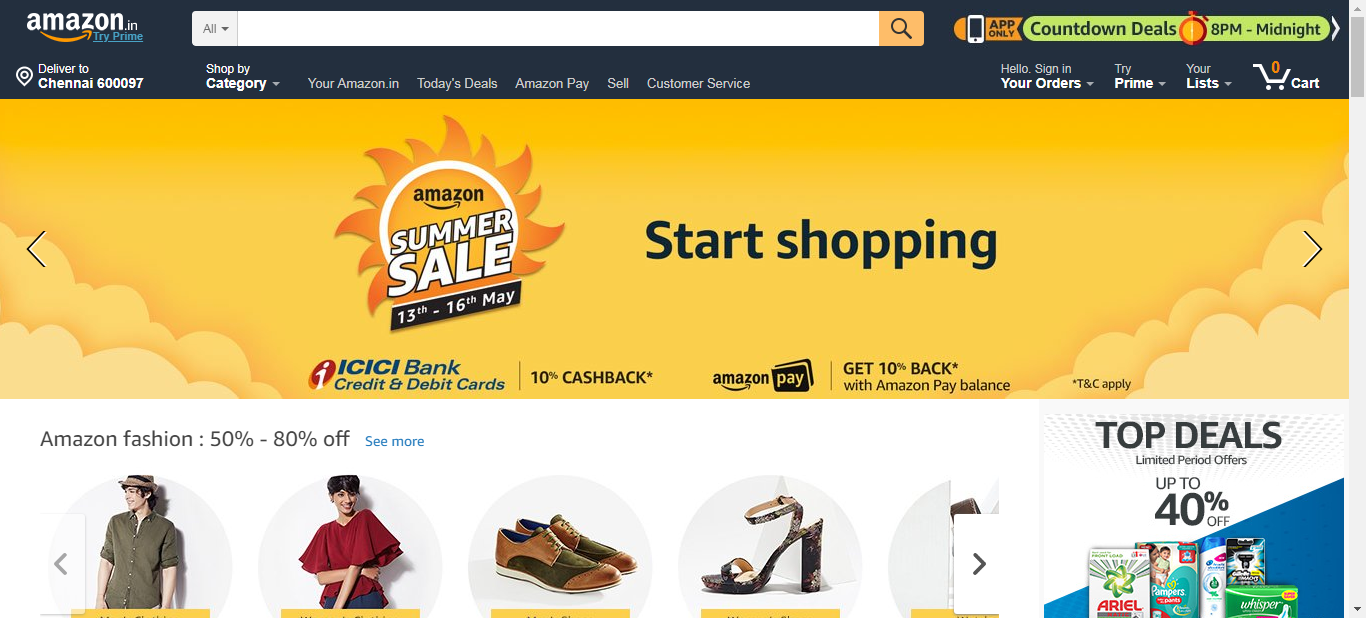 amazon.in
Try Prime
All
APP ONLY
Countdown Deals
8PM - Midnight
Deliver to
Chennai 600097
Shop by
Category
Your Amazon.in
Today's Deals
Amazon Pay
Sell
Customer Service
Hello. Sign in
Your Orders
Try
Prime
Your
Lists
0
Cart
amazon
SUMMER
SALE
13th - 16th May
Start shopping
ICICI Bank
Credit & Debit Cards
10% CASHBACK*
amazon pay
GET 10% BACK*
with Amazon Pay balance
*T&C apply
Amazon fashion : 50% - 80% off
See more
TOP DEALS
Limited Period Offers
UP TO
40% OFF
ARIEL
Pampers
pants
head & shoulders
Gillette
MACH3
whisper